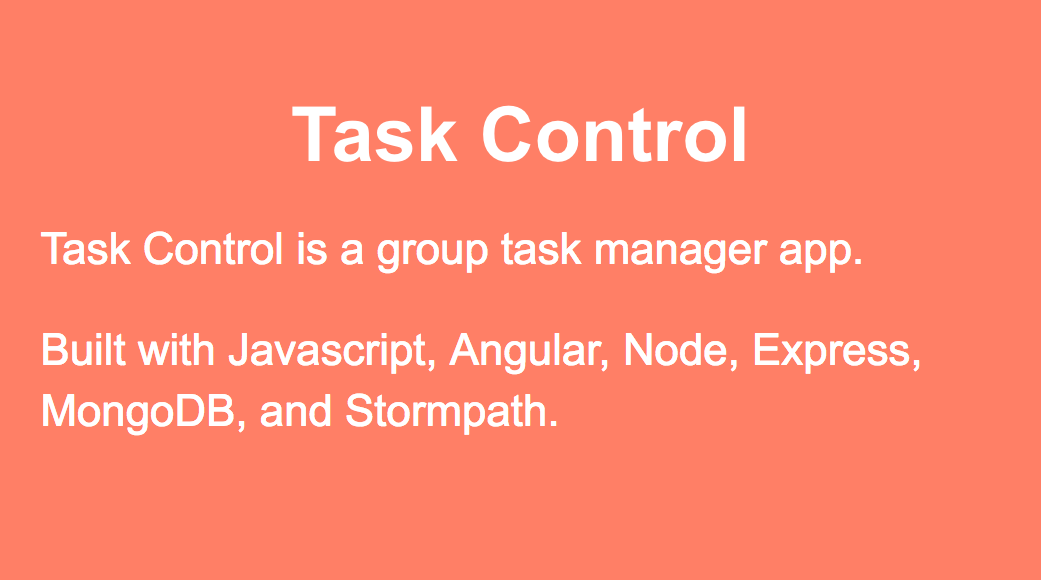 Task Control
Task Control is a group task manager app.
Built with Javascript, Angular, Node, Express,
MongoDB, and Stormpath.